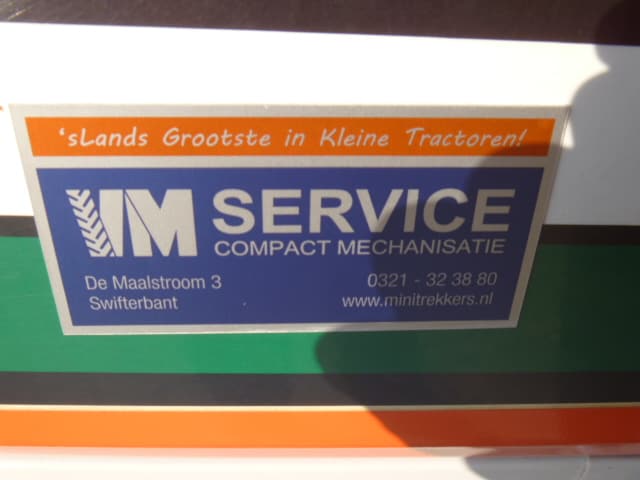 'sLands Grootste in Kleine Tractoren!
IM SERVICE
COMPACT MECHANISATIE
De Maalstroom 3
Swifterbant
0321 - 32 38 80
www.minitrekkers.nl